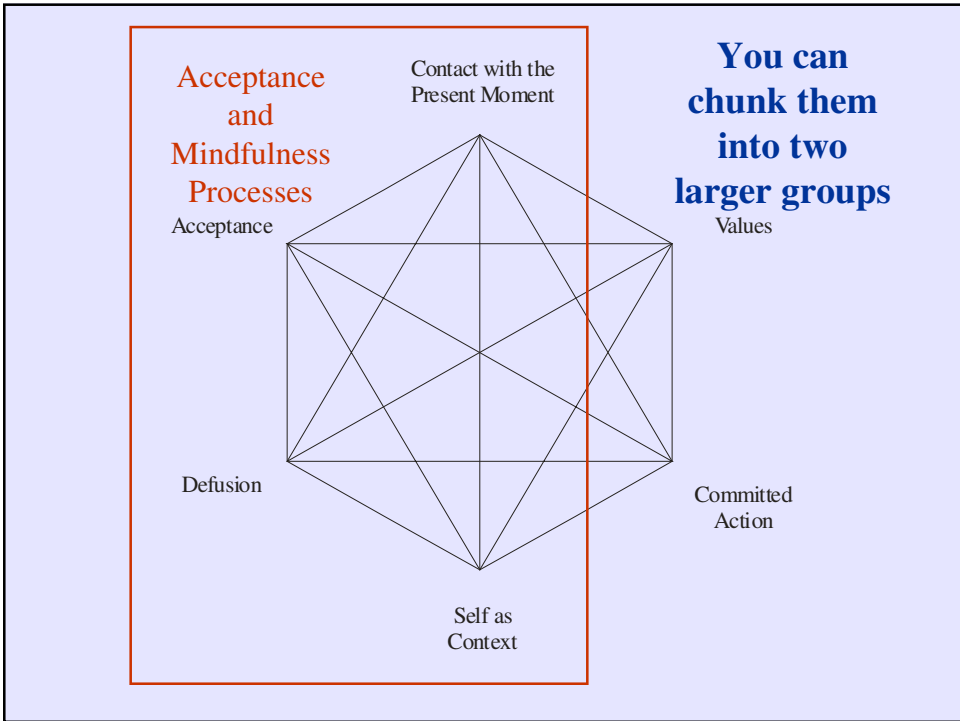 Acceptance
and
Mindfulness
Processes
Contact with the
Present Moment
You can
chunk them
into two
larger groups
Acceptance
Values
Defusion
Committed
Action
Self as
Context